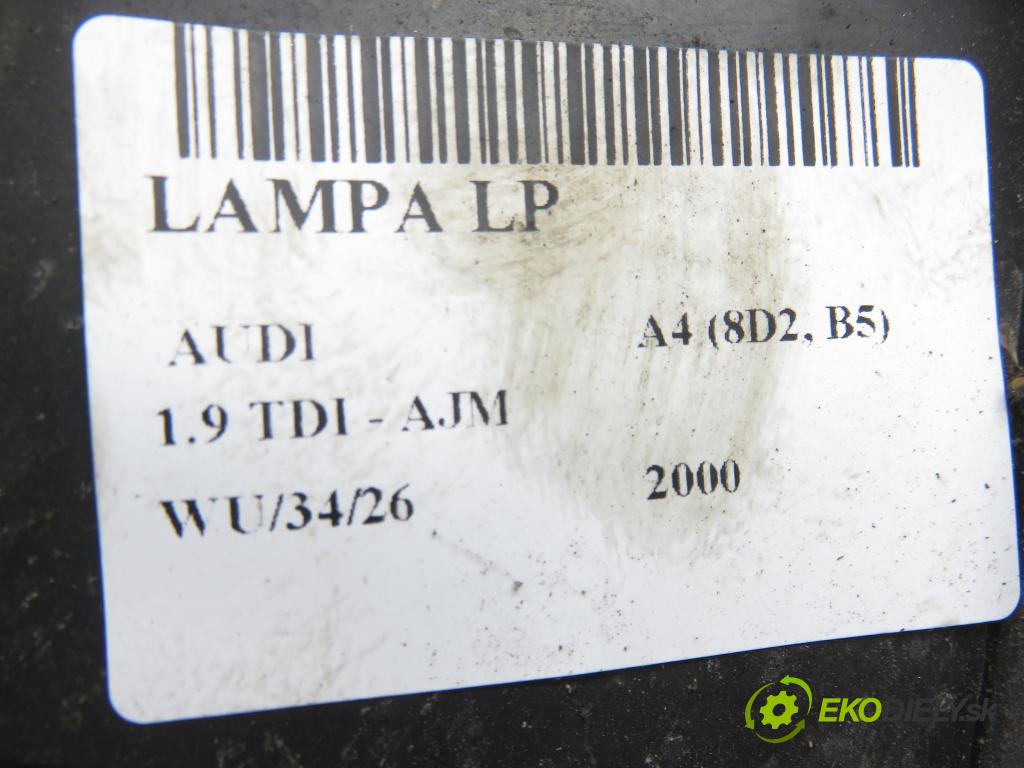 LAMPA LP
AUDI A4 (8D2, B5)
1.9 TDI - AJM
WU/34/26 2000
EKODIELY.sk